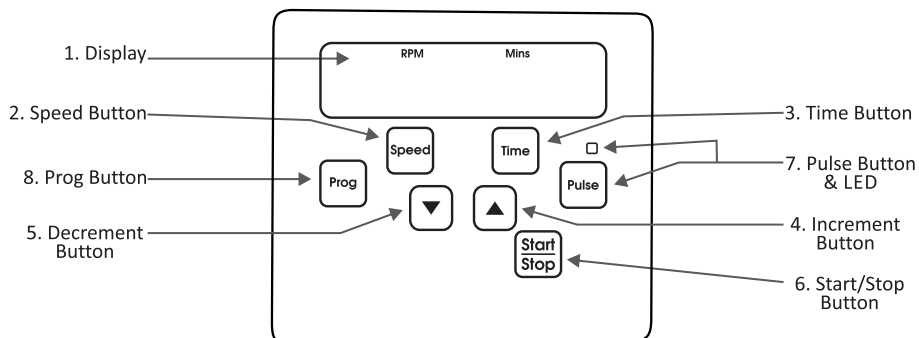 1. Display
RPM
Mins
2. Speed Button
3. Time Button
Speed
Time
8. Prog Button
Prog
Pulse
7. Pulse Button
& LED
5. Decrement
Button
4. Increment
Button
Start
Stop
6. Start/Stop
Button